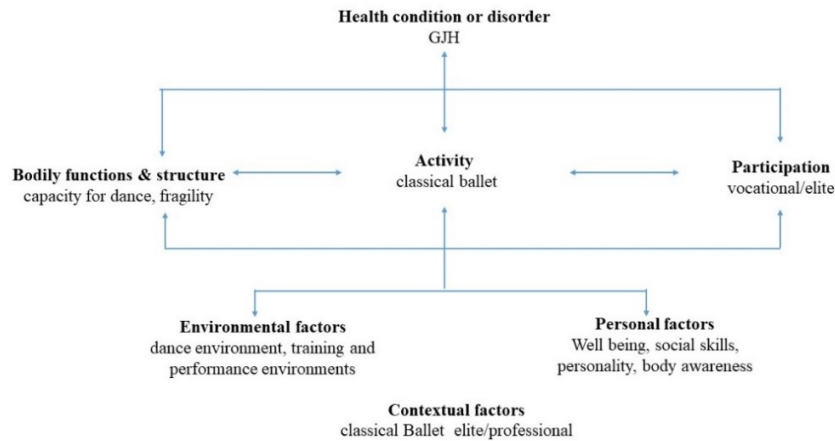 Health condition or disorder
GJH
Bodily functions & structure
capacity for dance, fragility
Activity
classical ballet
Participation
vocational/elite
Environmental factors
dance environment, training and
performance environments
Personal factors
Well being, social skills,
personality, body awareness
Contextual factors
classical Ballet elite/professional